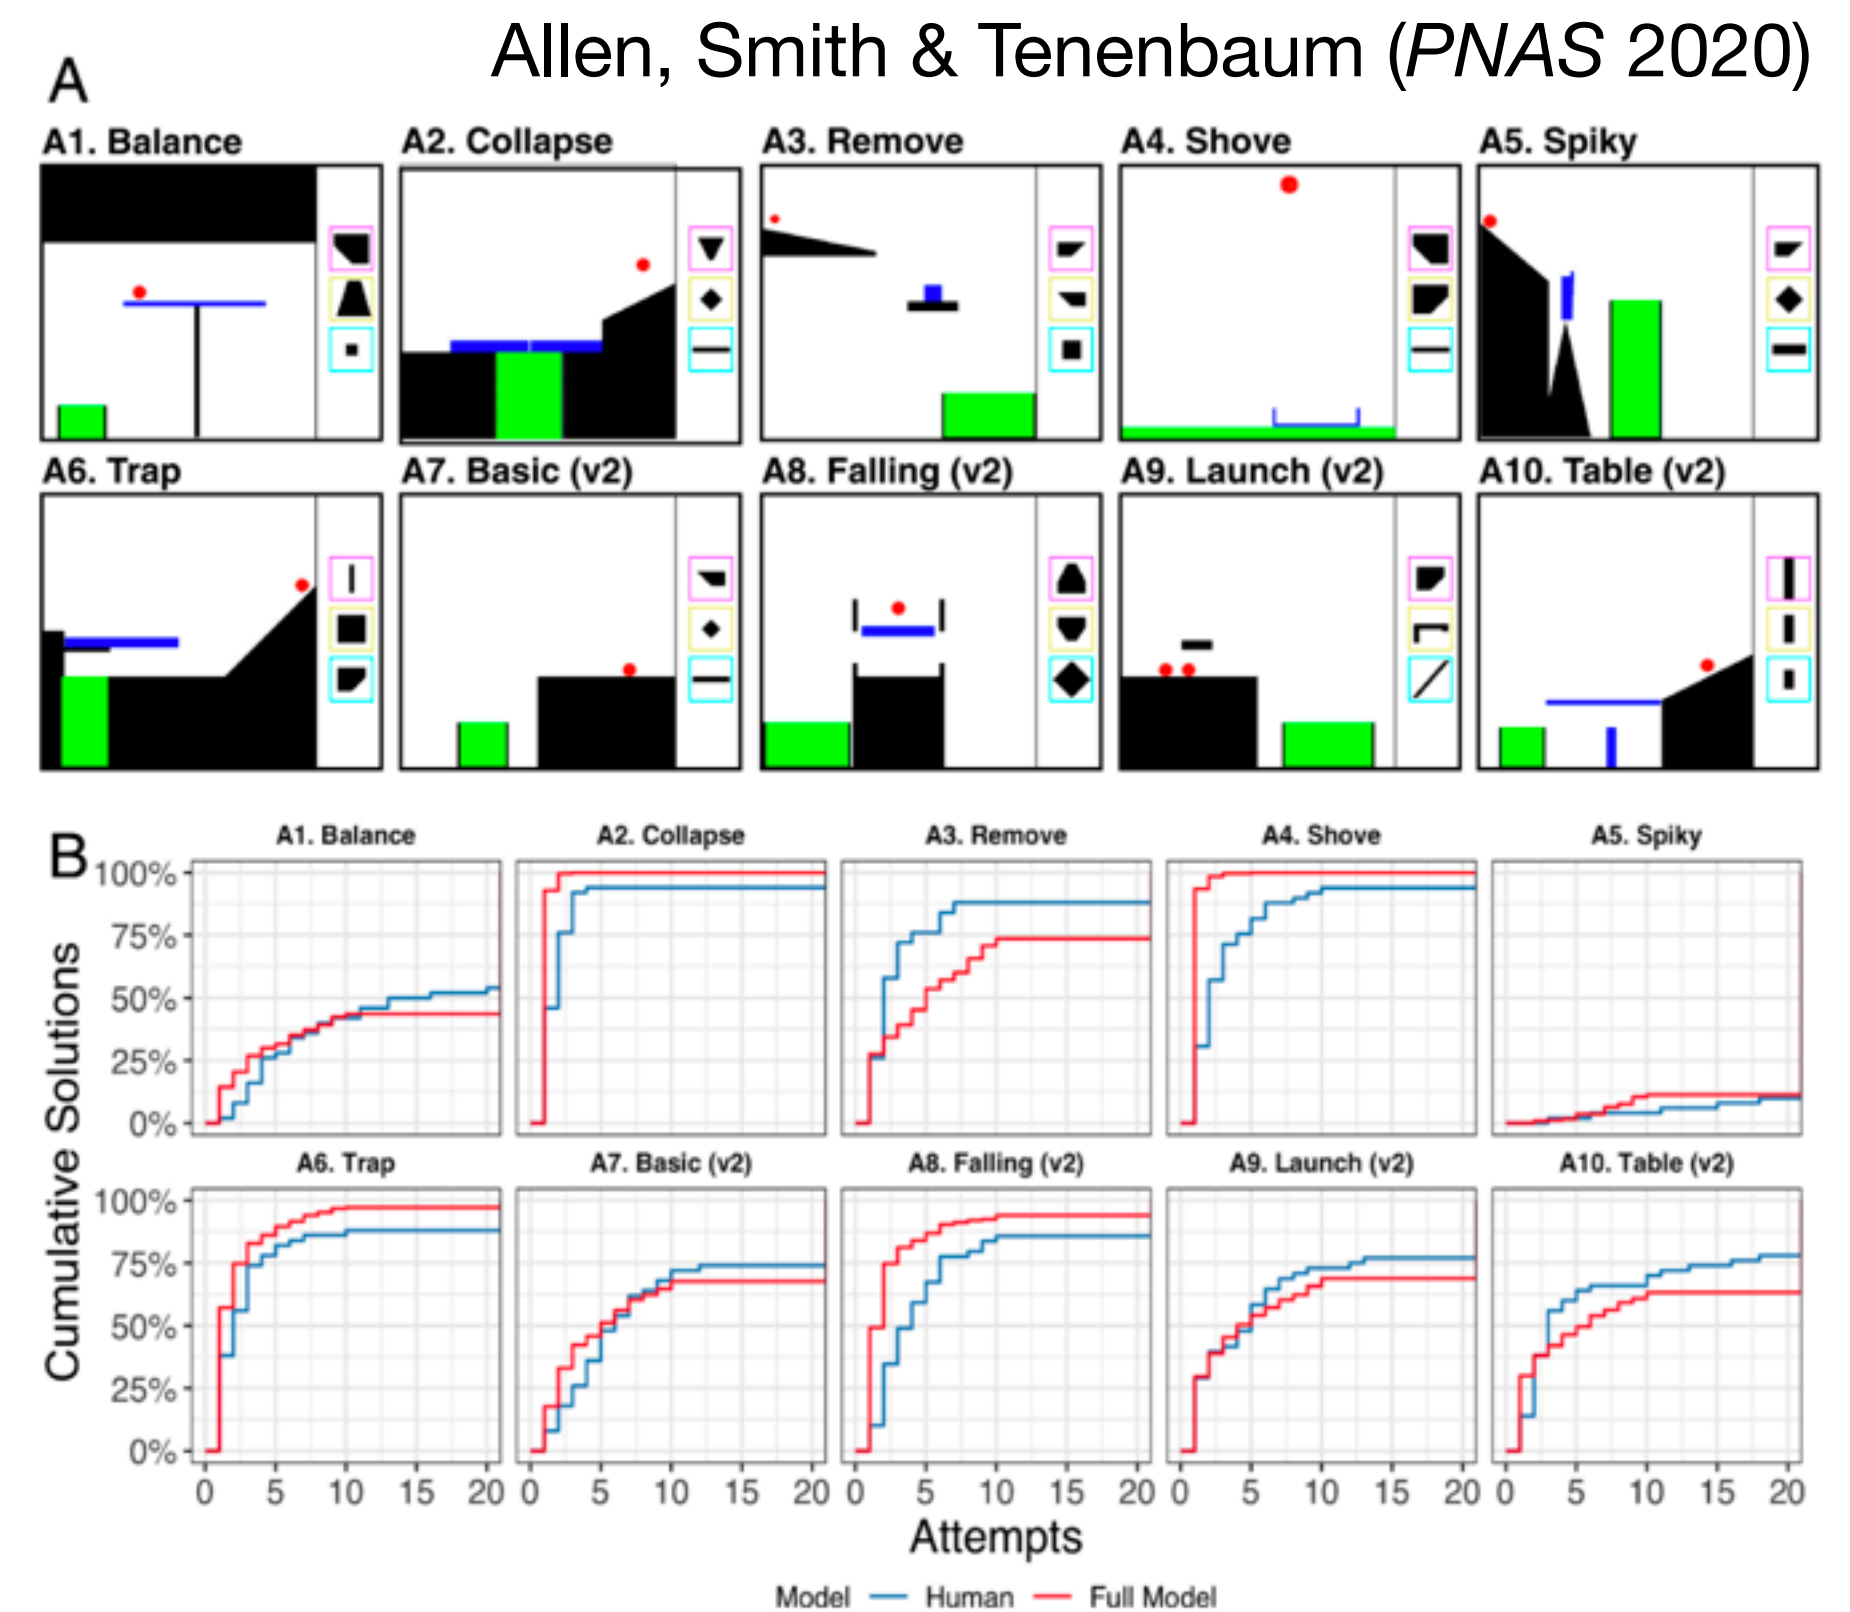 Allen, Smith & Tenenbaum (PNAS 2020)
A
A1. Balance A2. Collapse A3. Remove A4. Shove A5. Spiky
A6. Trap A7. Basic (v2) A8. Falling (v2) A9. Launch (v2) A10. Table (v2)
B
A1. Balance A2. Collapse A3. Remove A4. Shove A5. Spiky
100%
75%
50%
25%
0%
A6. Trap A7. Basic (v2) A8. Falling (v2) A9. Launch (v2) A10. Table (v2)
100%
75%
50%
25%
0%
Cumulative Solutions
0 5 10 15 20 0 5 10 15 20 0 5 10 15 20 0 5 10 15 20 0 5 10 15 20
Attempts
Model Human Full Model